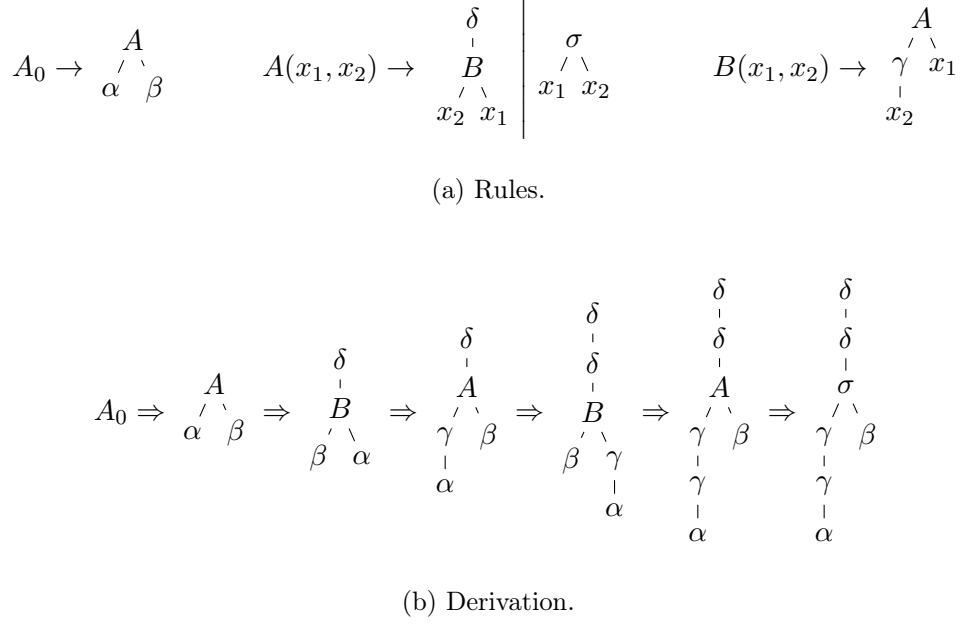 δ A
A σ B A
A₀ → α β A(x₁, x₂) → x₂ x₁ x₁ x₂ B(x₁, x₂) → γ x₁
x₂
(a) Rules.
δ δ
δ δ δ δ
A δ A δ A σ
A₀ ⇒ α β ⇒ B ⇒ γ β ⇒ B ⇒ γ β ⇒ γ β
β α α β γ γ γ
α α α
(b) Derivation.